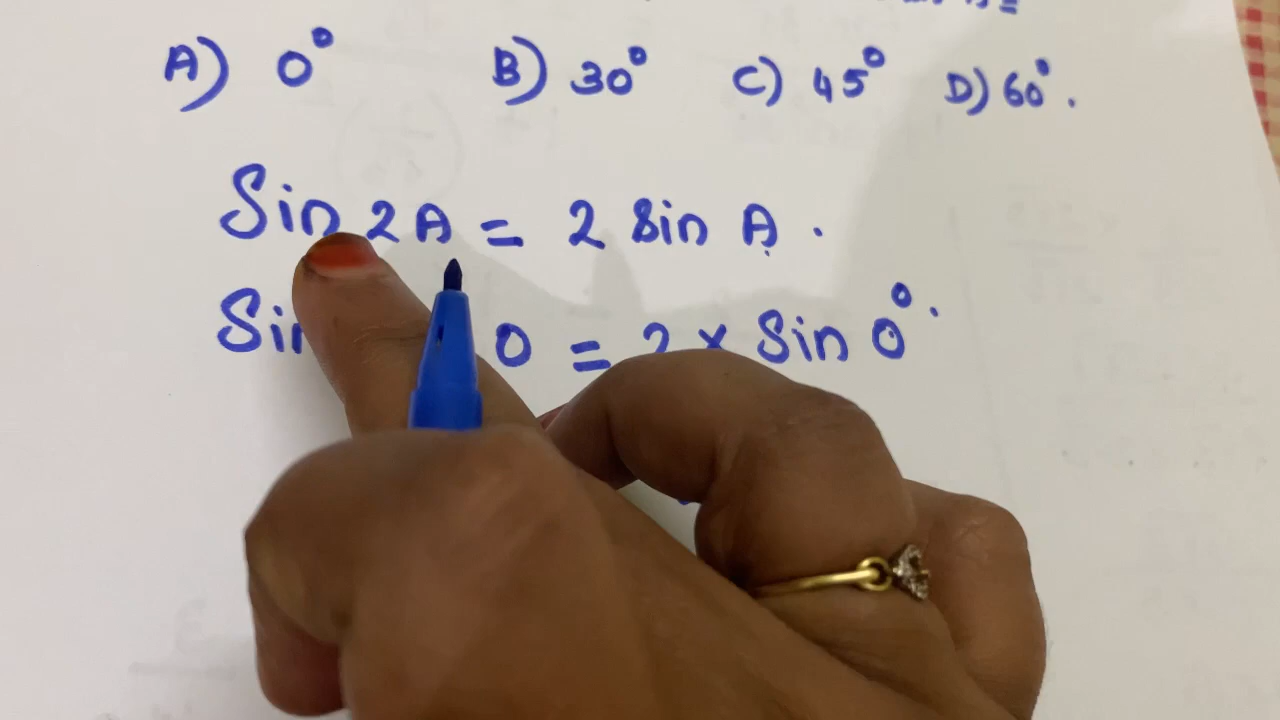 A) 0° B) 30° C) 45° D) 60°.
Sin 2A = 2 Sin A.
0 = 2 × Sin 0°.